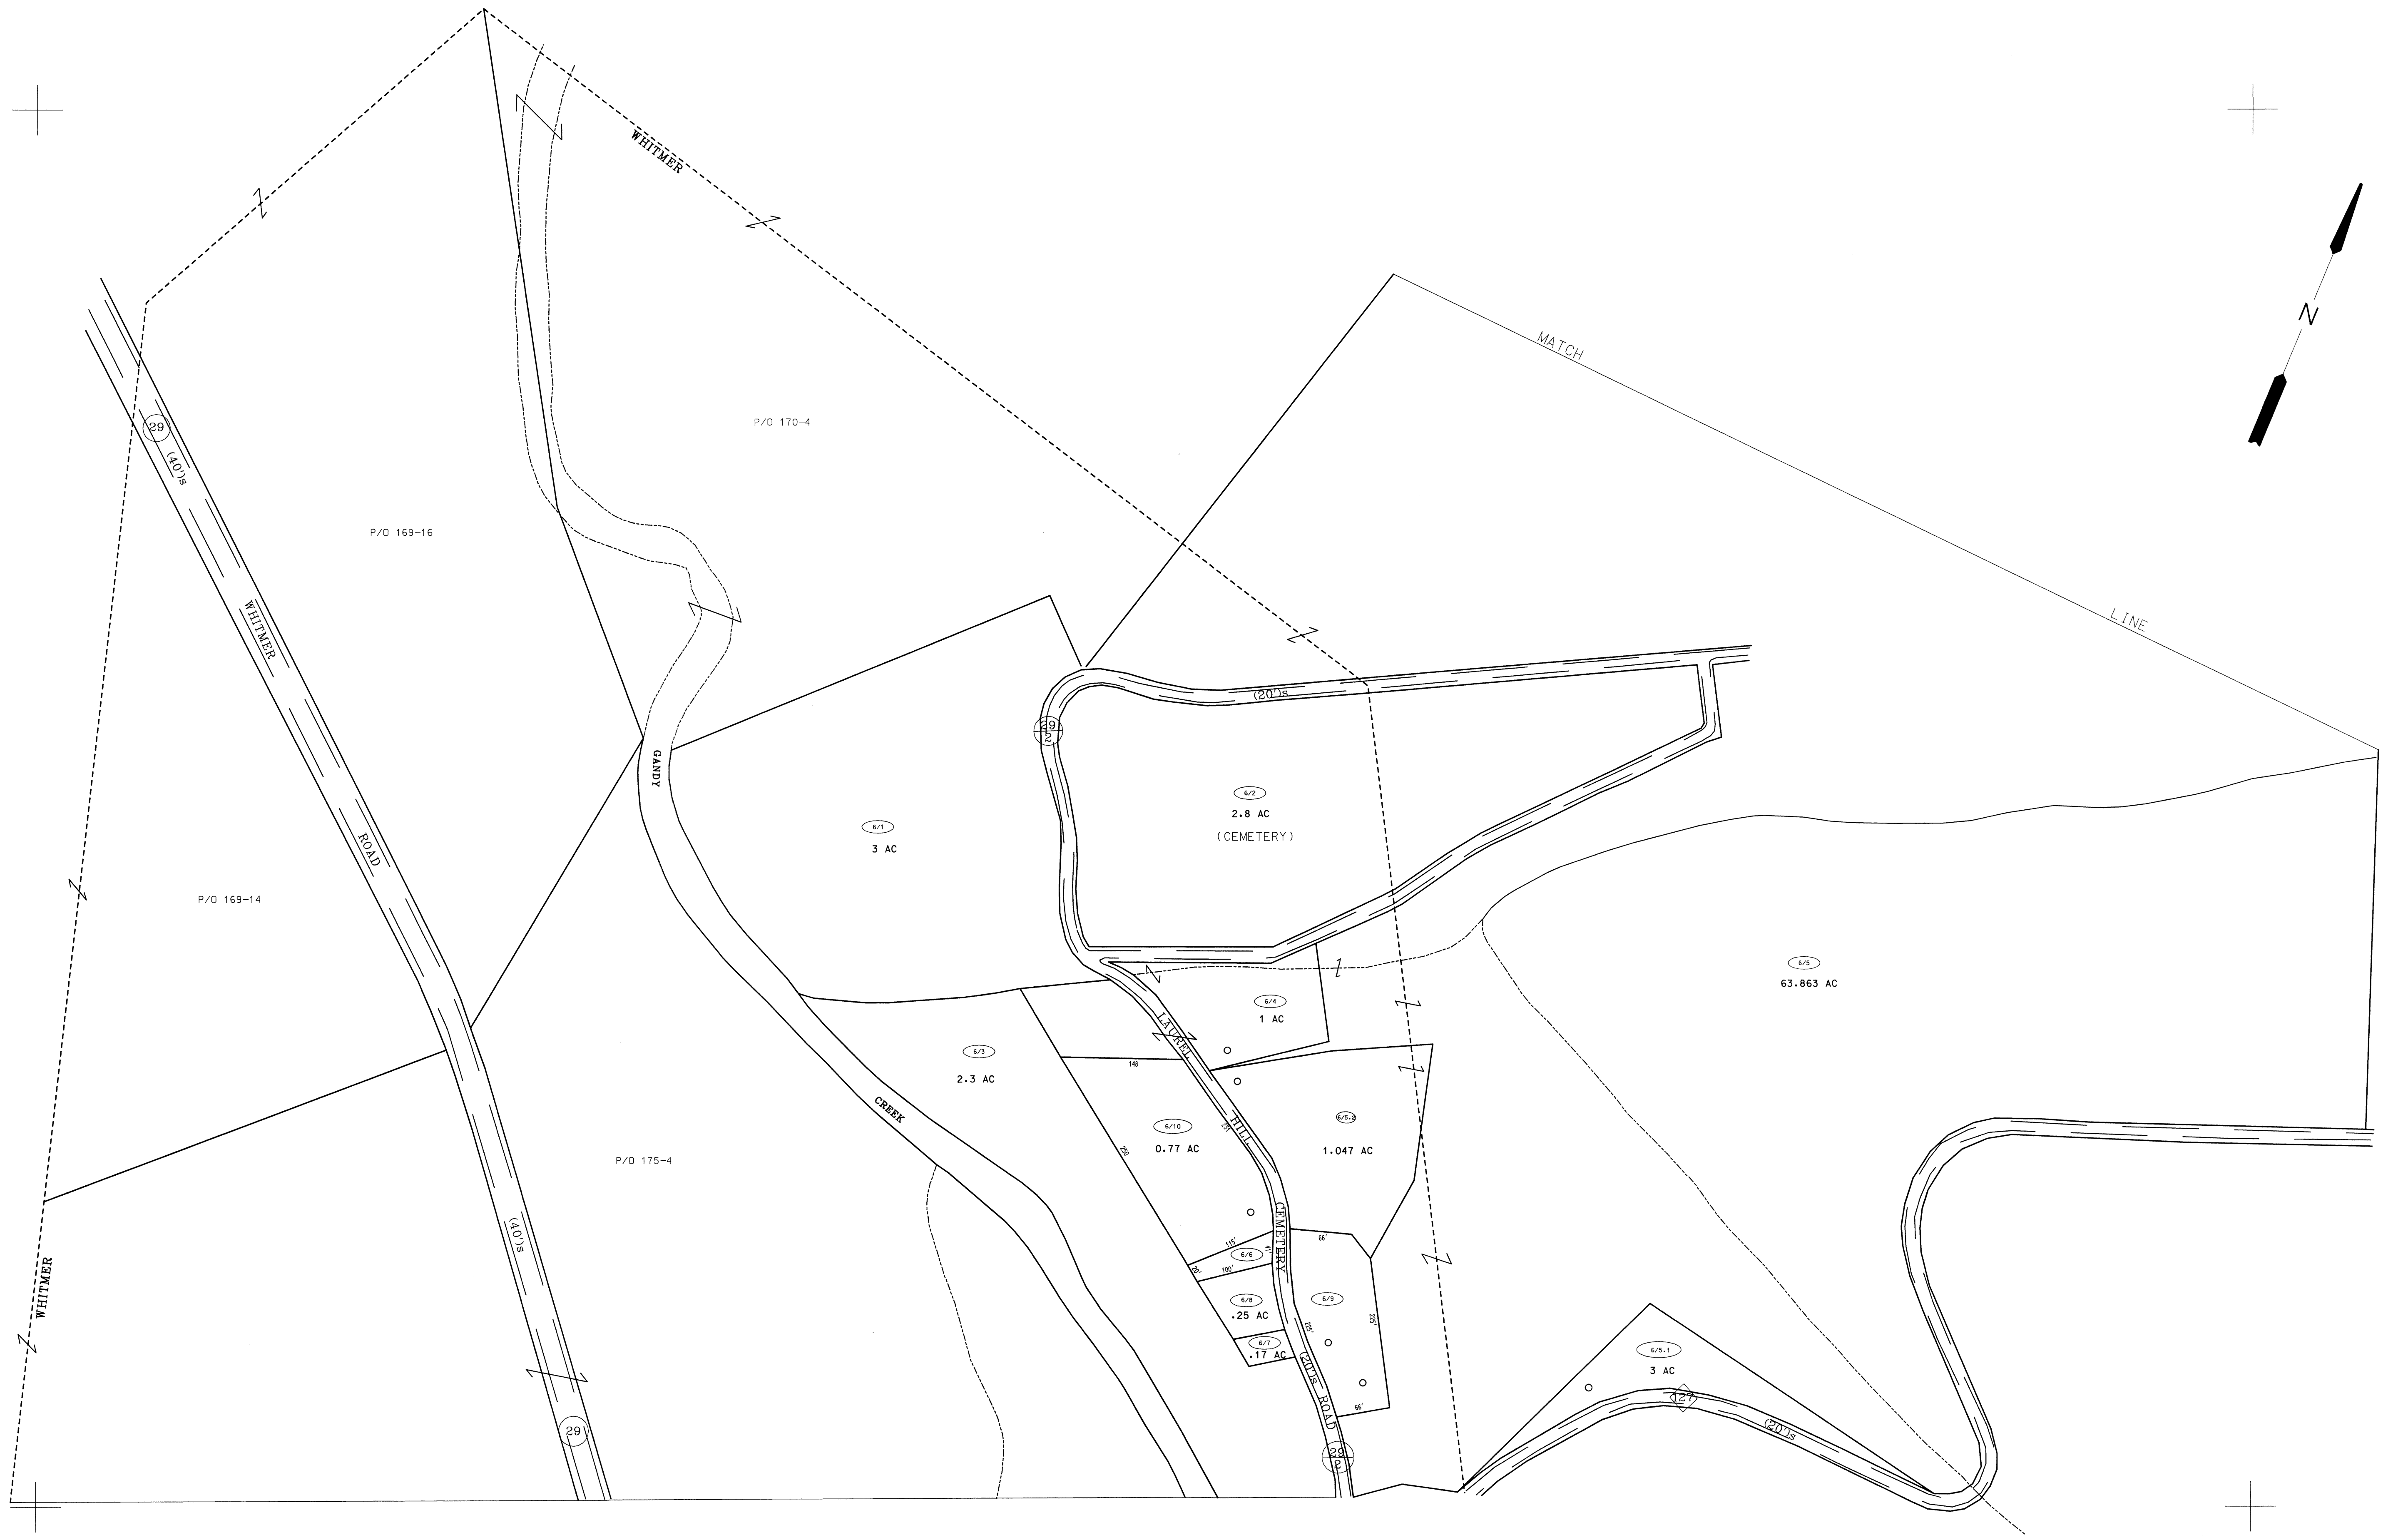 WHITMER
N
MATCH
LINE
P/O 170-4
29
(40')s
P/O 169-16
WHITMER
ROAD
(20')s
29
2
GANDY
6/2
2.8 AC
(CEMETERY)
6/1
3 AC
P/O 169-14
6/5
63.863 AC
6/4
1 AC
LAUREL
6/3
2.3 AC
148
CREEK
6/10
0.77 AC
231
HILL
6/5.2
1.047 AC
250
P/O 175-4
(40')s
CEMETERY
115'
41'
6/6
66'
20'
100'
WHITMER
6/8
.25 AC
6/9
225'
225'
6/7
.17 AC
(20')s
ROAD
66'
6/5.1
3 AC
127
(20')s
29
29
2